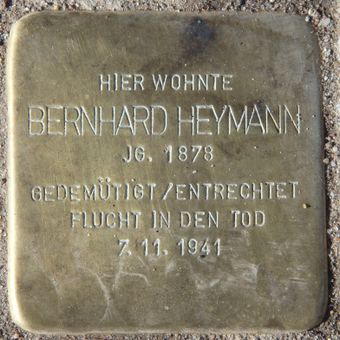 HIER WOHNTE
BERNHARD HEYMANN
JG. 1878
GEDEMÜTIGT/ENTRECHTET
FLUCHT IN DEN TOD
7. 11. 1941